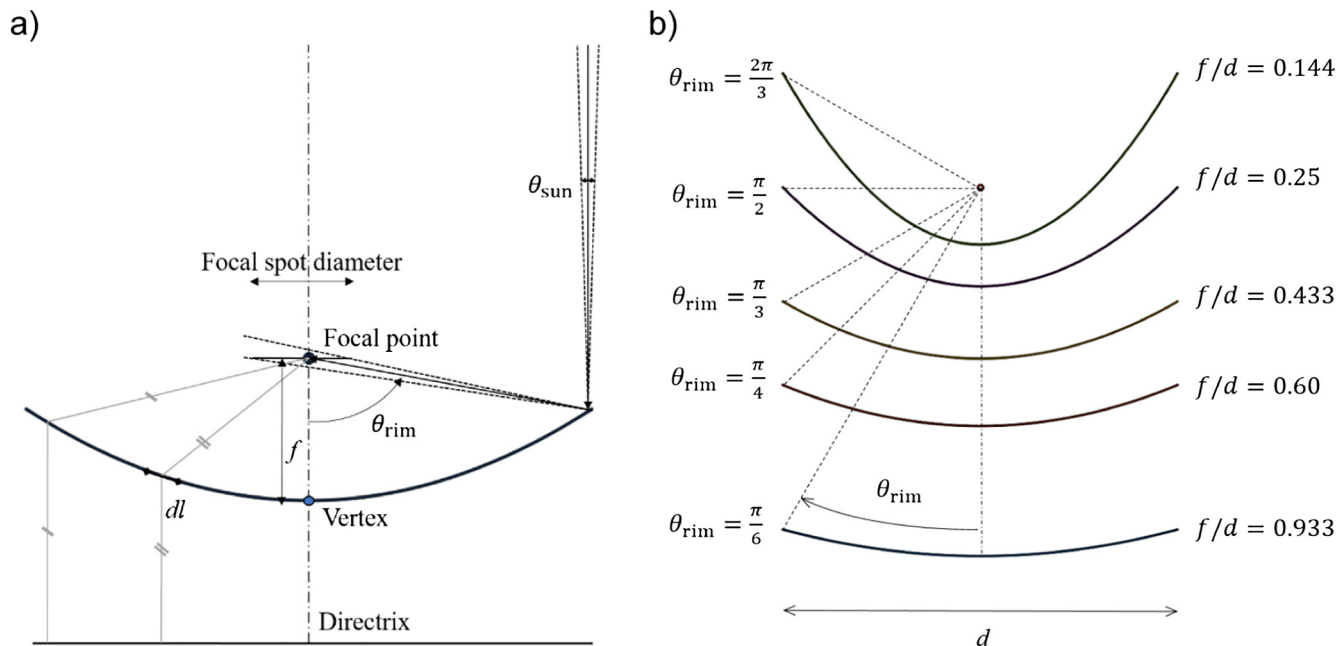 a)
θsun
Focal spot diameter
Focal point
θrim
f
dl
Vertex
Directrix
b)
θrim = 2π/3
f/d = 0.144
θrim = π/2
f/d = 0.25
θrim = π/3
f/d = 0.433
θrim = π/4
f/d = 0.60
θrim
θrim = π/6
f/d = 0.933
d